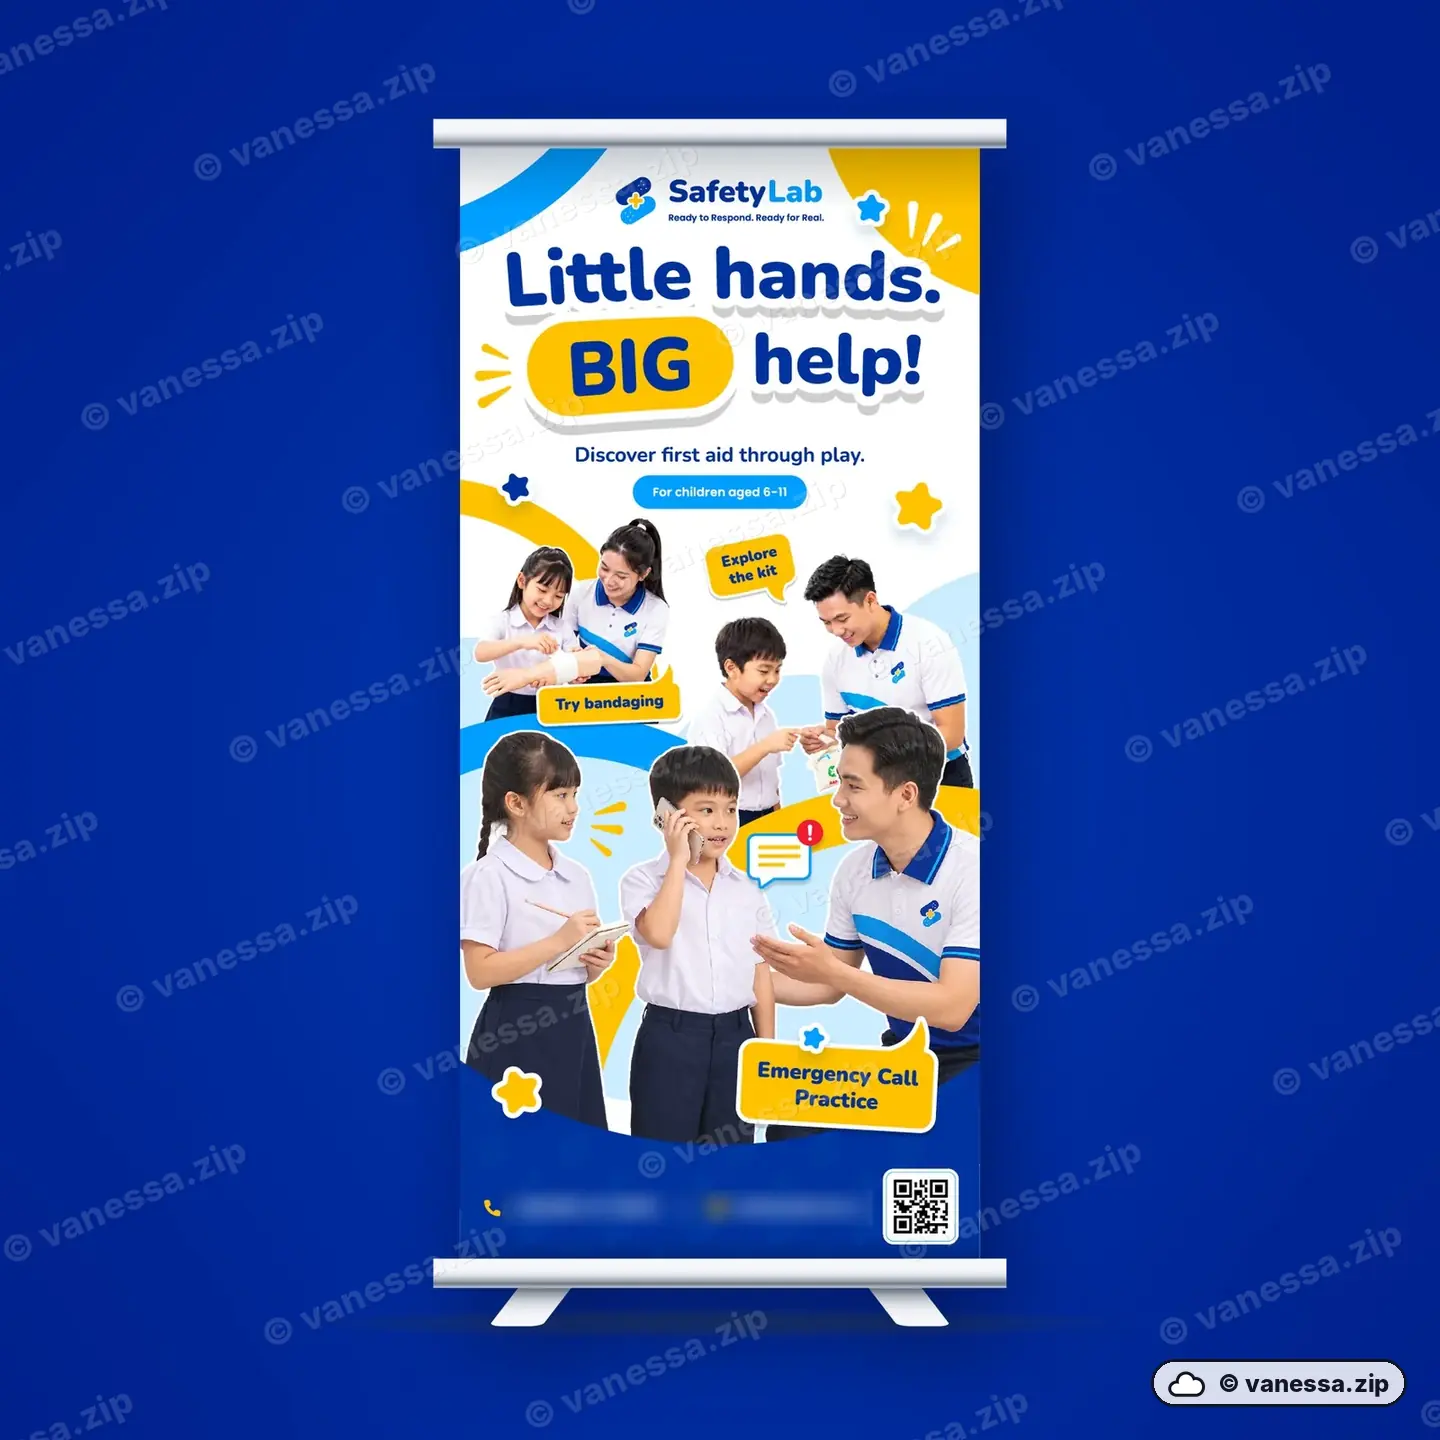 SafetyLab
Ready to Respond. Ready for Real.
Little hands.
BIG help!
Discover first aid through play.
For children aged 6-11
Explore
the kit
Try bandaging
Emergency Call
Practice
© vanessa.zip